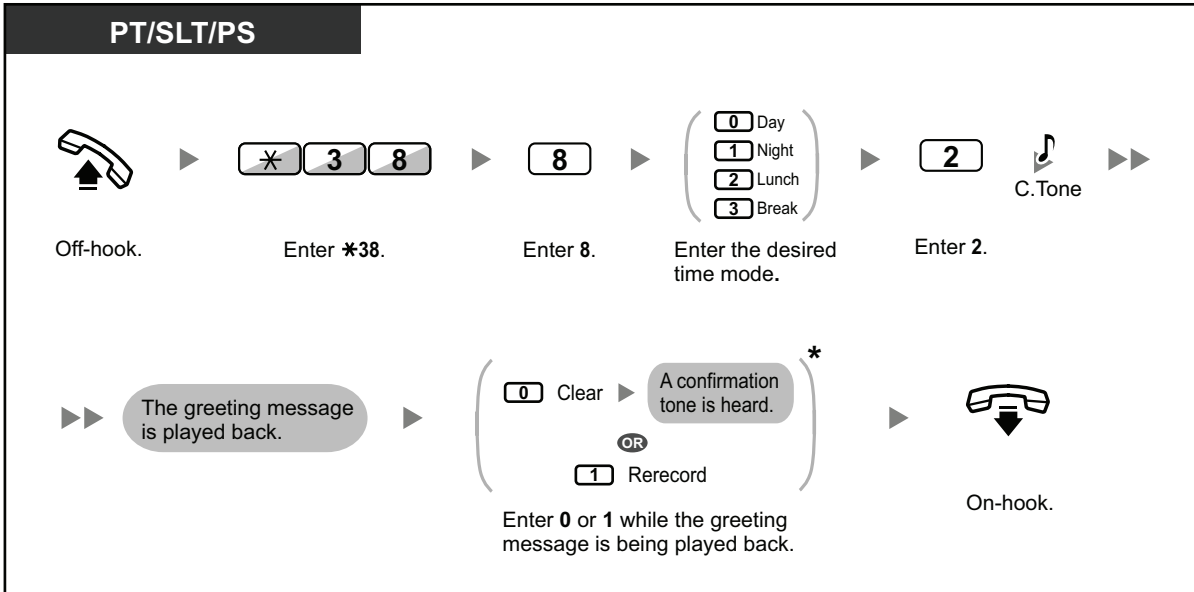 PT/SLT/PS
0 Day
1 Night
2 Lunch
3 Break
✳ 3 8
8
2
C.Tone
Off-hook.
Enter ✳38.
Enter 8.
Enter the desired
time mode.
Enter 2.
The greeting message
is played back.
0 Clear
A confirmation
tone is heard.
*
OR
1 Rerecord
Enter 0 or 1 while the greeting
message is being played back.
On-hook.